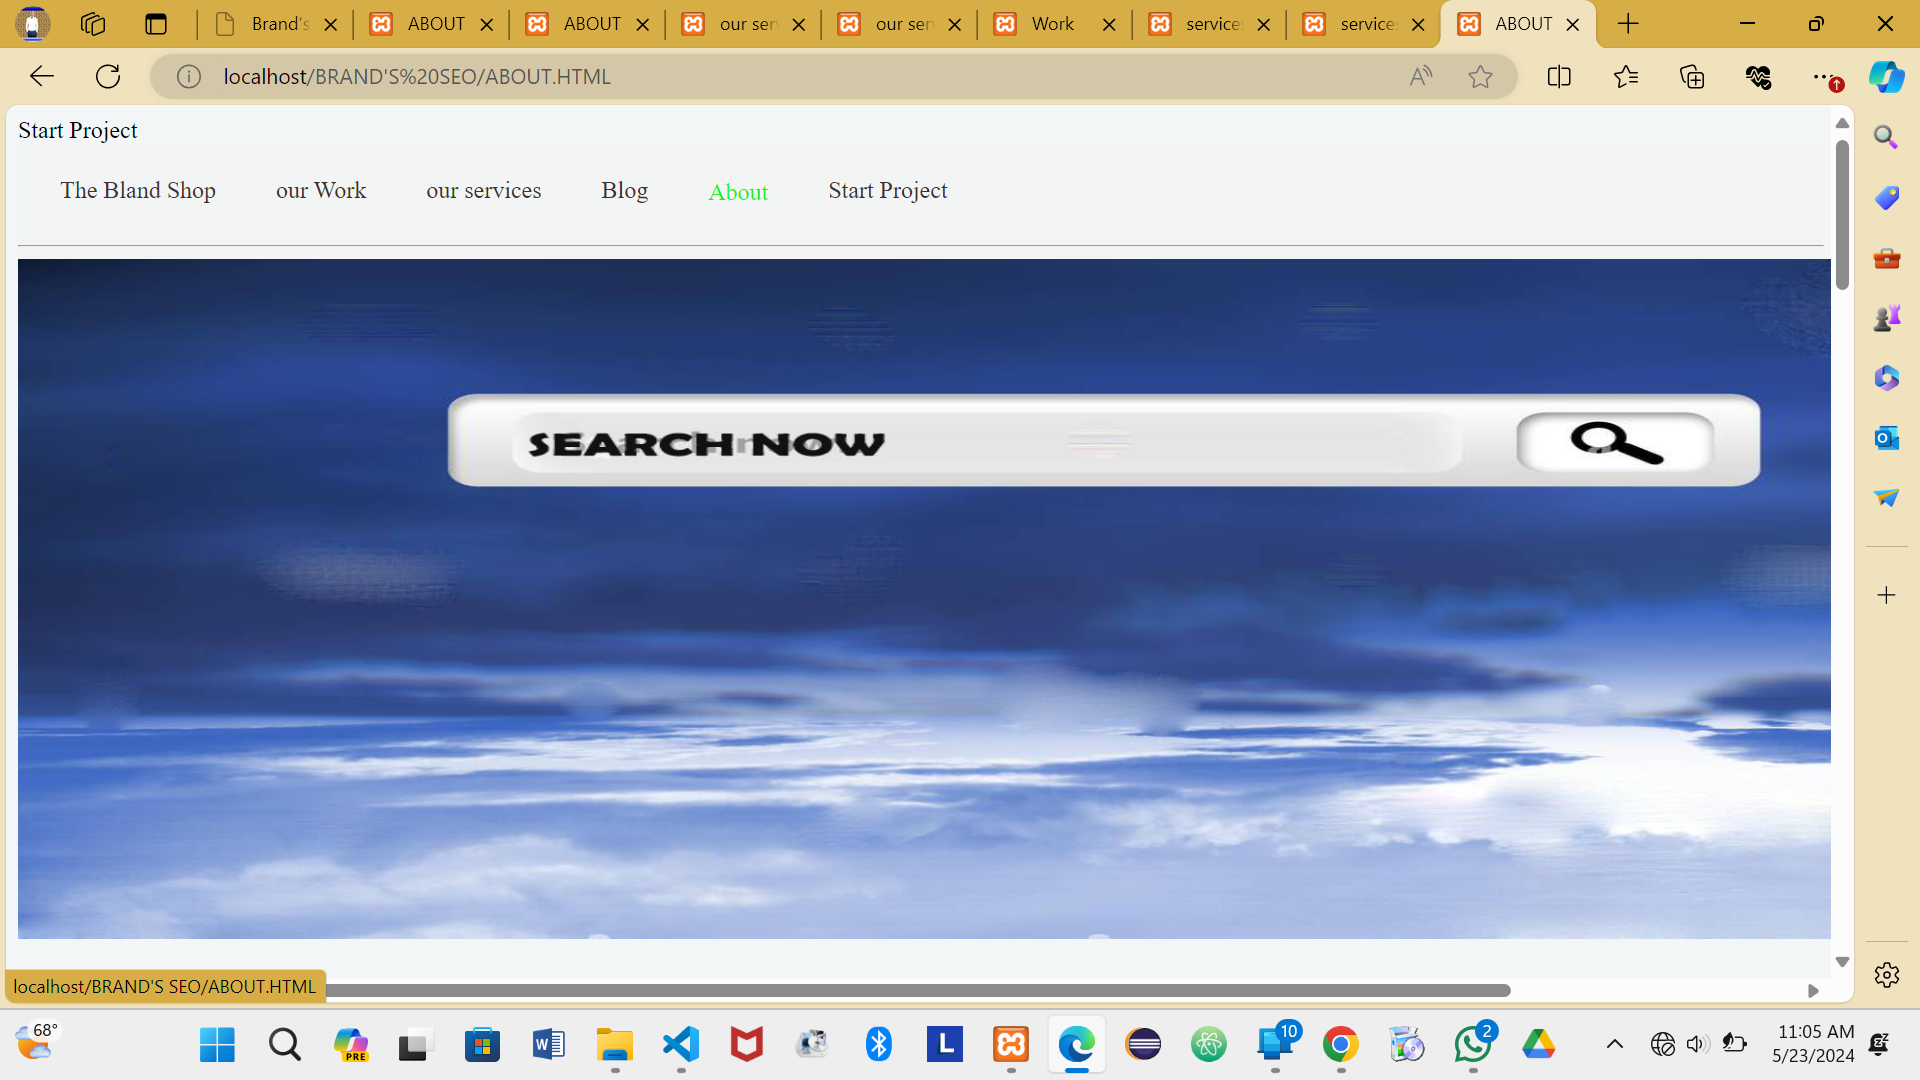 Brand's
ABOUT
ABOUT
our ser
our ser
Work
service
service
ABOUT
localhost/BRAND'S%20SEO/ABOUT.HTML
Start Project
The Bland Shop
our Work
our services
Blog
About
Start Project
SEARCH NOW
localhost/BRAND'S SEO/ABOUT.HTML
68°
PRE
L
10
2
11:05 AM
5/23/2024